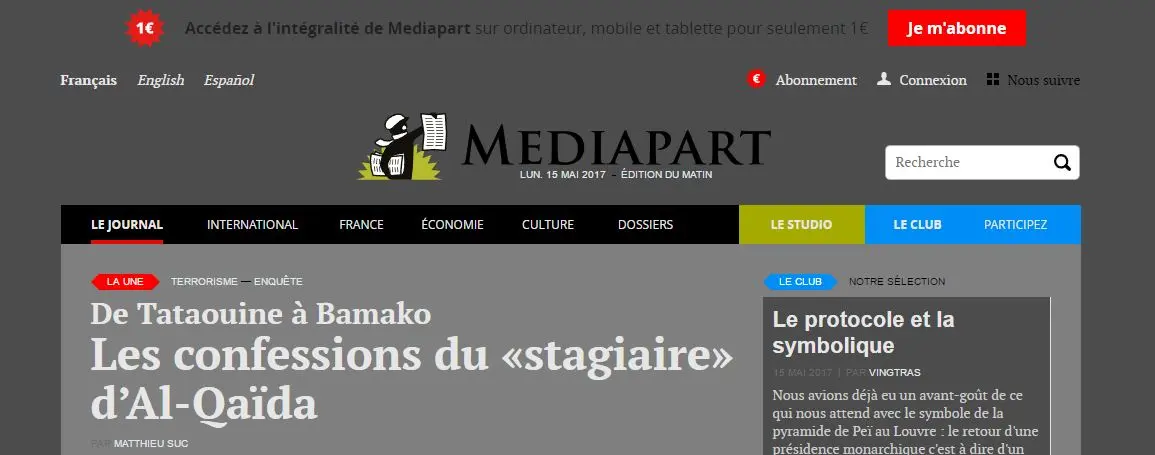 1€ Accédez à l'intégralité de Mediapart sur ordinateur, mobile et tablette pour seulement 1€ Je m'abonne
Français English Español € Abonnement Connexion Nous suivre
MEDIAPART
LUN. 15 MAI 2017 - ÉDITION DU MATIN
Recherche
LE JOURNAL INTERNATIONAL FRANCE ÉCONOMIE CULTURE DOSSIERS LE STUDIO LE CLUB PARTICIPEZ
LA UNE TERRORISME — ENQUÊTE
De Tataouine à Bamako
Les confessions du «stagiaire»
d'Al-Qaïda
PAR MATTHIEU SUC
LE CLUB NOTRE SÉLECTION
Le protocole et la
symbolique
15 MAI 2017 | PAR VINGTRAS
Nous avions déjà eu un avant-goût de ce
qui nous attend avec le symbole de la
pyramide de Peï au Louvre : le retour d'une
présidence monarchique c'est à dire d'un